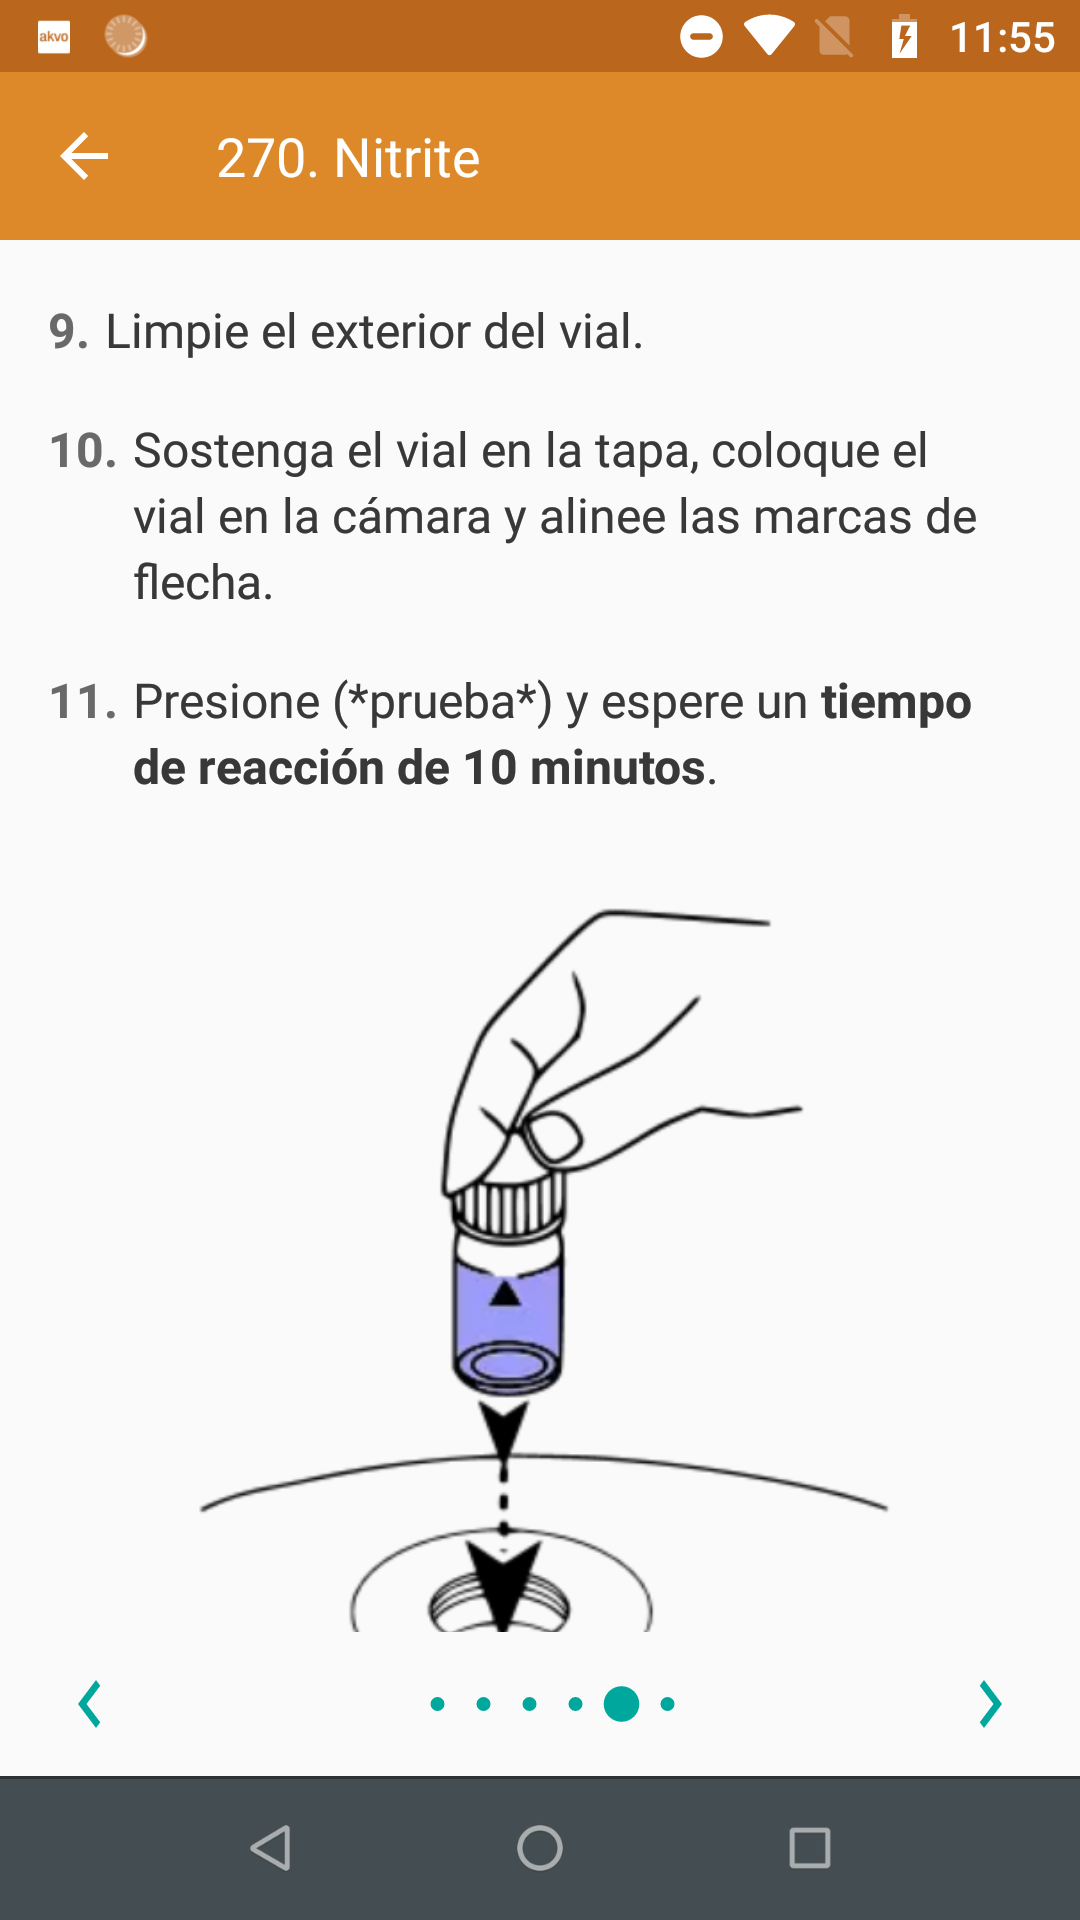 akvo
11:55
270. Nitrite
9. Limpie el exterior del vial.
10. Sostenga el vial en la tapa, coloque el
vial en la cámara y alinee las marcas de
flecha.
11. Presione (*prueba*) y espere un tiempo
de reacción de 10 minutos.